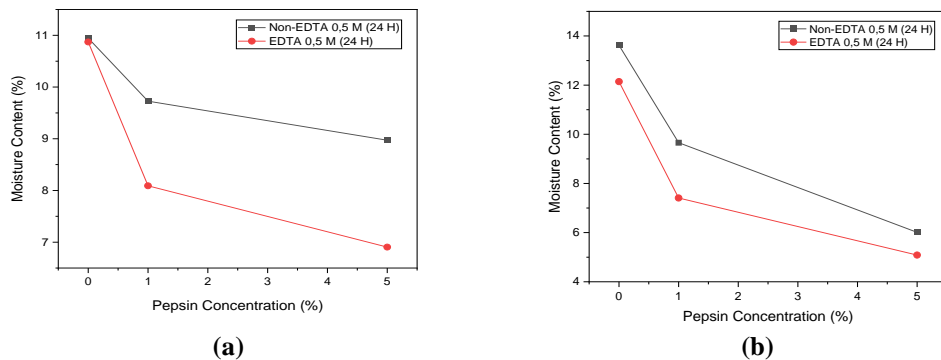 Non-EDTA 0,5 M (24 H)
EDTA 0,5 M (24 H)
11
10
9
8
7
Moisture Content (%)
0 1 2 3 4 5
Pepsin Concentration (%)
(a)
Non-EDTA 0,5 M (24 H)
EDTA 0,5 M (24 H)
14
12
10
8
6
4
Moisture Content (%)
0 1 2 3 4 5
Pepsin Concentration (%)
(b)